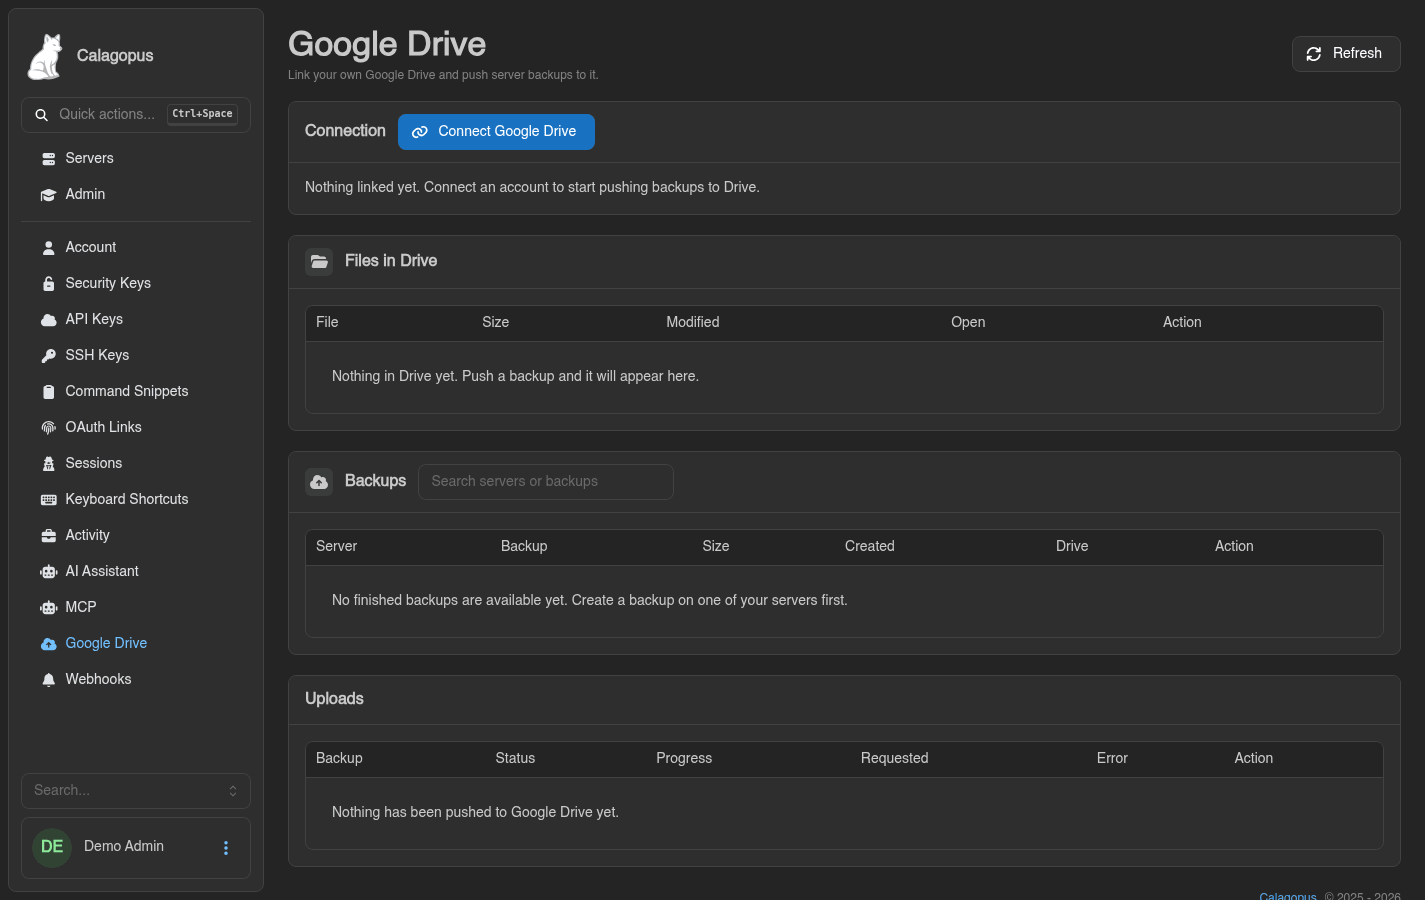 Calagopus
Quick actions... Ctrl+Space
Servers
Admin
Account
Security Keys
API Keys
SSH Keys
Command Snippets
OAuth Links
Sessions
Keyboard Shortcuts
Activity
AI Assistant
MCP
Google Drive
Webhooks
Search...
DE Demo Admin
Google Drive
Link your own Google Drive and push server backups to it.
Refresh
Connection Connect Google Drive
Nothing linked yet. Connect an account to start pushing backups to Drive.
Files in Drive
File Size Modified Open Action
Nothing in Drive yet. Push a backup and it will appear here.
Backups Search servers or backups
Server Backup Size Created Drive Action
No finished backups are available yet. Create a backup on one of your servers first.
Uploads
Backup Status Progress Requested Error Action
Nothing has been pushed to Google Drive yet.
Calagopus © 2025 - 2026